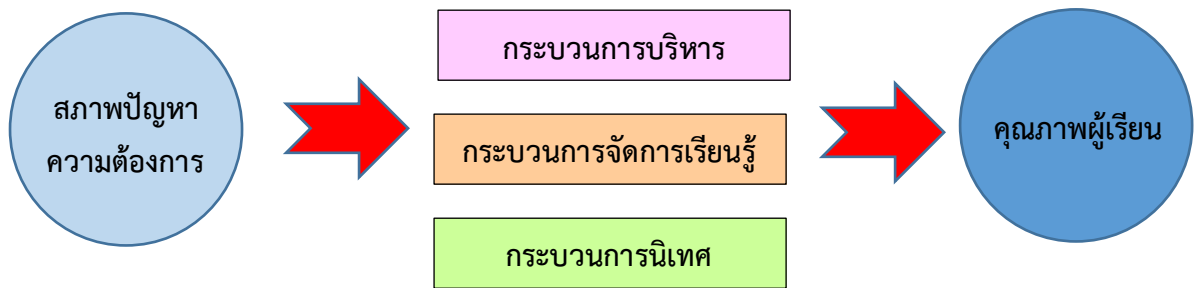 สภาพปัญหา
ความต้องการ
กระบวนการบริหาร
กระบวนการจัดการเรียนรู้
กระบวนการนิเทศ
คุณภาพผู้เรียน